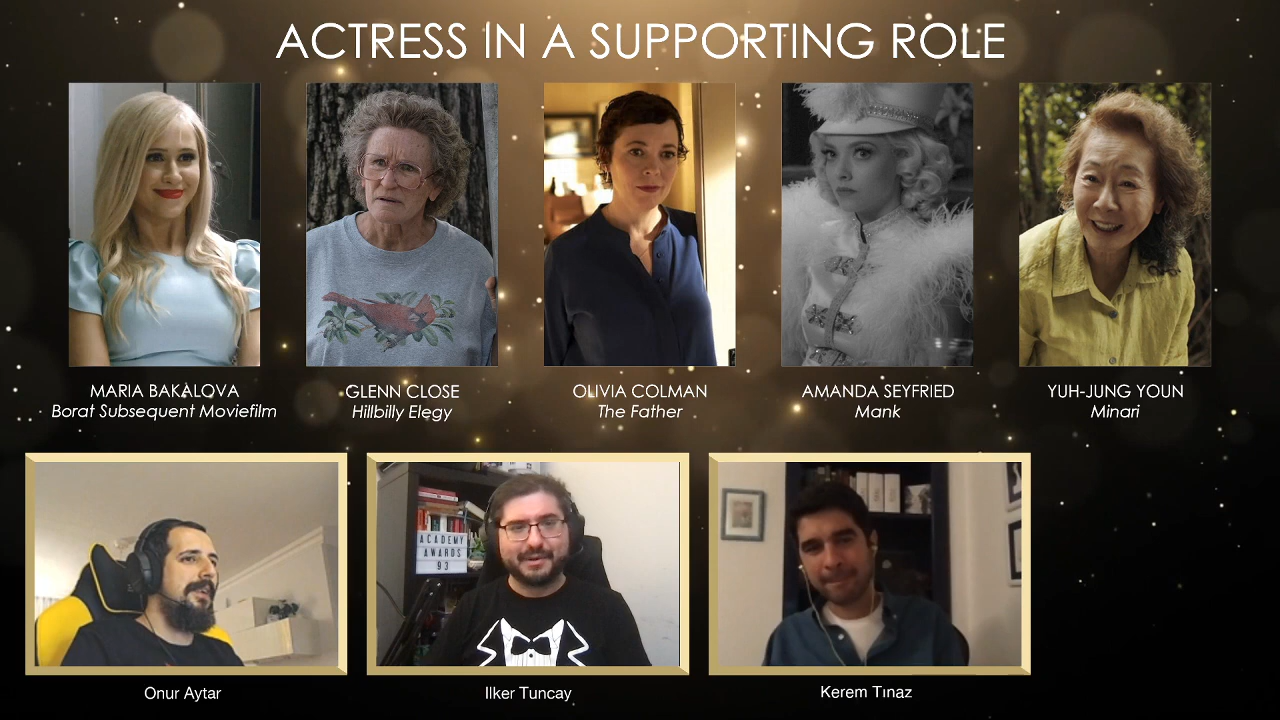 ACTRESS IN A SUPPORTING ROLE
MARIA BAKALOVA
Borat Subsequent Moviefilm
GLENN CLOSE
Hillbilly Elegy
OLIVIA COLMAN
The Father
AMANDA SEYFRIED
Mank
YUH-JUNG YOUN
Minari
ACADEMY
AWARDS
93
Onur Aytar
Ilker Tuncay
Kerem Tınaz